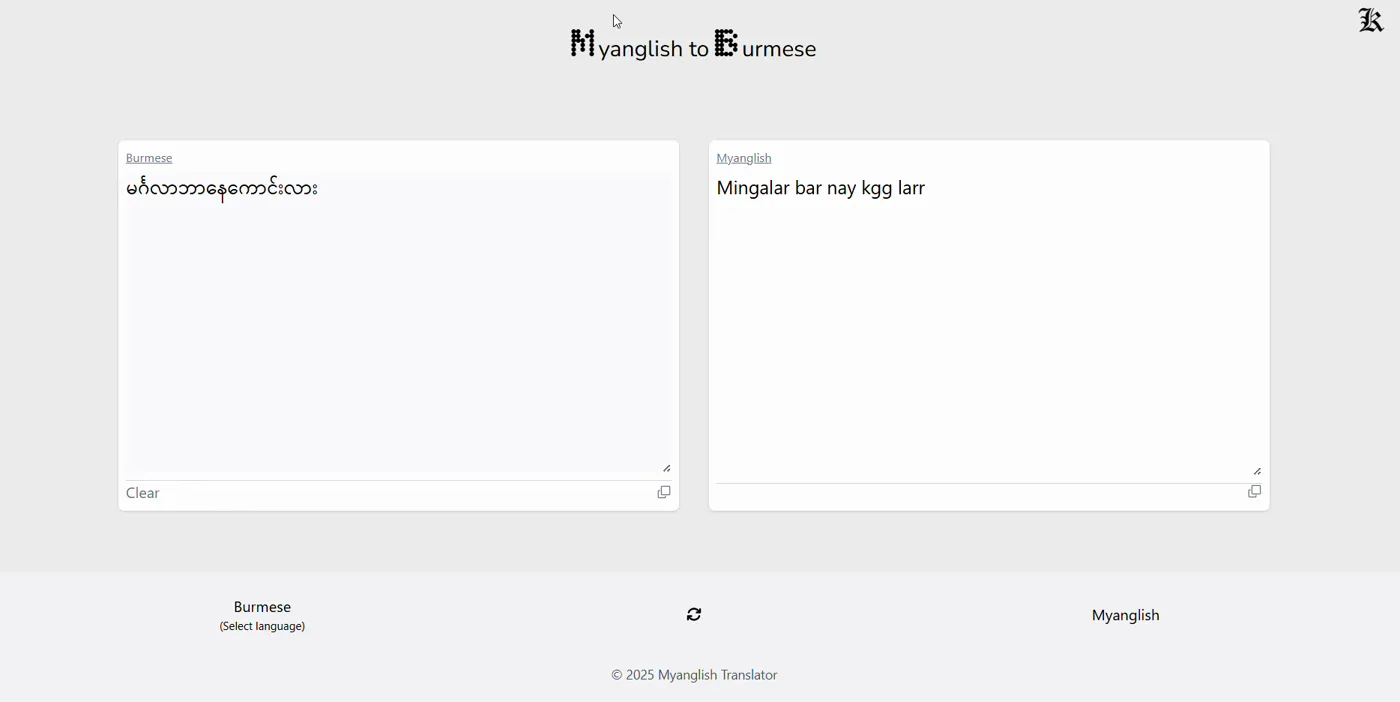 K
Myanglish to Burmese
Burmese
မင်္ဂလာဘာနေကောင်းလား
Clear
Myanglish
Mingalar bar nay kgg larr
Burmese
(Select language)
Myanglish
© 2025 Myanglish Translator